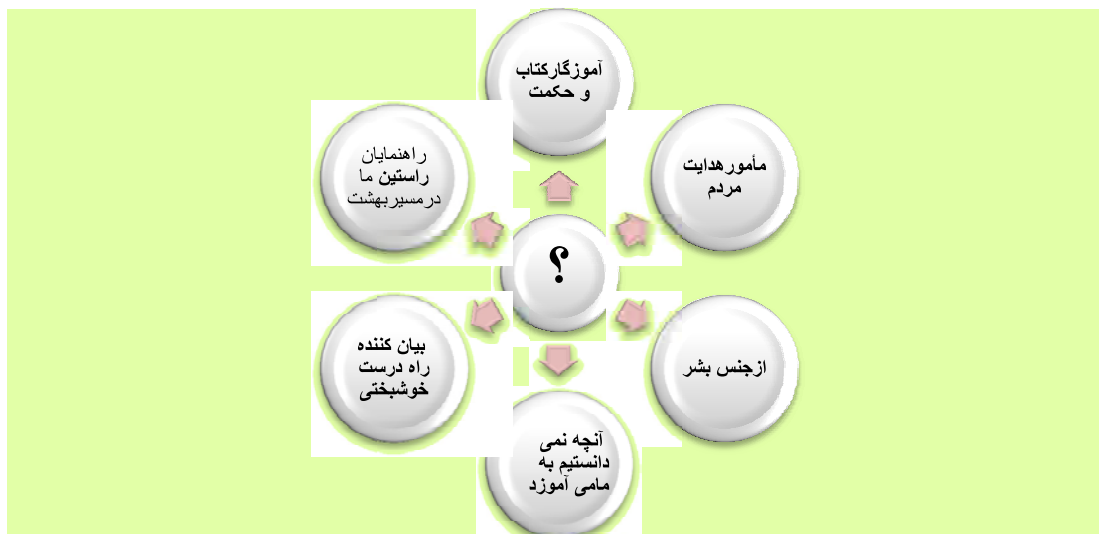 آموزگارکتاب
و حکمت
مأمورهدایت
مردم
ازجنس بشر
آنچه نمی
دانستیم به
مامی آموزد
بیان کننده
راه درست
خوشبختی
راهنمایان
راستین ما
درمسیربهشت
؟